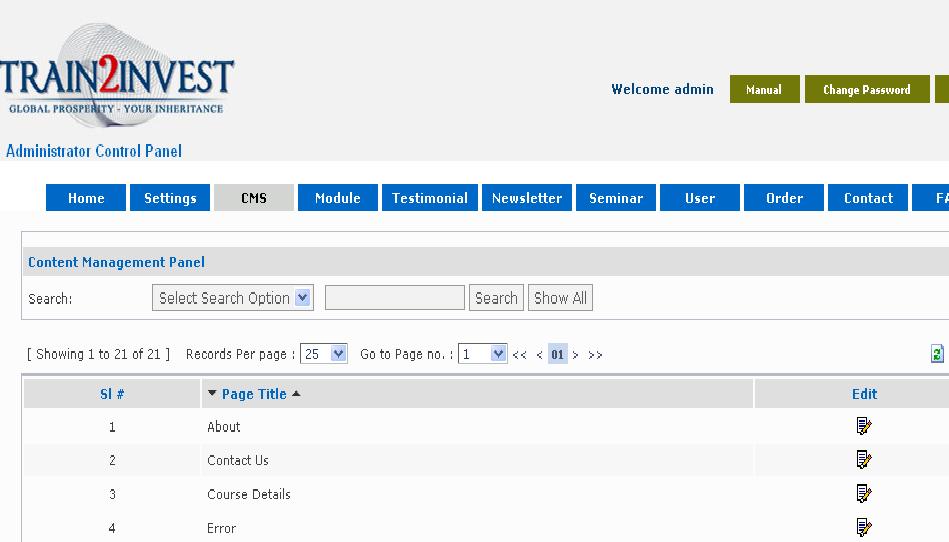 TRAIN2INVEST
GLOBAL PROSPERITY - YOUR INHERITANCE
Welcome admin Manual Change Password
Administrator Control Panel
Home Settings CMS Module Testimonial Newsletter Seminar User Order Contact FA
Content Management Panel
Search: Select Search Option Search Show All
[ Showing 1 to 21 of 21 ] Records Per page : 25 Go to Page no. : 1 << < 01 > >>
Sl # Page Title Edit
1 About
2 Contact Us
3 Course Details
4 Error